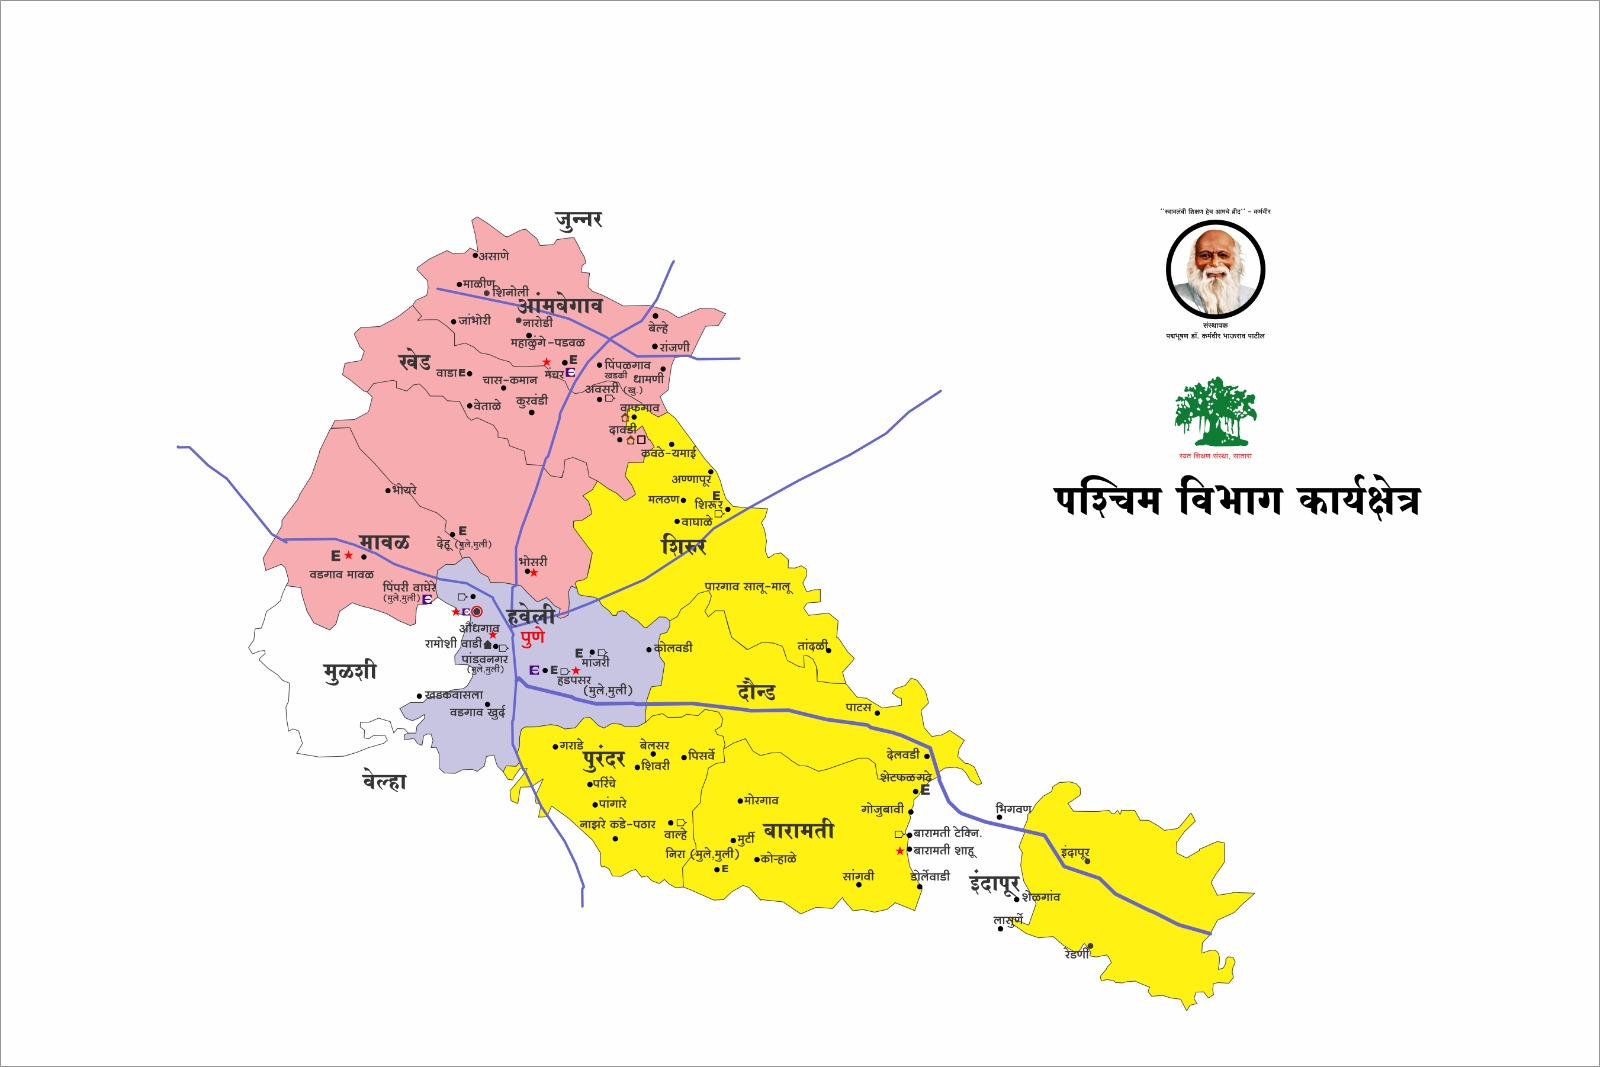 "स्वावलंबी शिक्षण हेच आमचे ब्रीद" - कर्मवीर
संस्थापक
पद्मभूषण डॉ. कर्मवीर भाऊराव पाटील
रयत शिक्षण संस्था, सातारा
पश्चिम विभाग कार्यक्षेत्र
जुन्नर
असाणे
माळीण
शिनोली
आंमबेगाव
जांभोरी
नारोडी
बेल्हे
महाळुंगे-पडवळ
रांजणी
खेड
मंचर
E
पिंपळगाव
खडकी
धामणी
वाडा E
चास-कमान
अवसरी (खु.)
वेताळे
कुरवंडी
वाफगाव
दावडी
कवठे-यमाई
अण्णापूर
भोयरे
मलठण
E
शिरूर
वाघाळे
मावळ
E
देहू (मुले,मुली)
शिरुर
E
वडगाव मावळ
भोसरी
पिंपरी वाघेरे
(मुले,मुली)
पारगाव सालू-मालू
हवेली
पुणे
औंधगाव
रामोशी वाडी
पांडवनगर
(मुले,मुली)
E
मांजरी
कोलवडी
तांदळी
मुळशी
E
हडपसर
(मुले,मुली)
खडकवासला
वडगाव खुर्द
दौन्ड
पाटस
वेल्हा
गराडे
पुरंदर
बेलसर
शिवरी
पिसर्वे
देलवडी
परिंचे
शेटफळगढे
E
पांगारे
मोरगाव
गोजुबावी
भिगवण
नाझरे कडे-पठार
वाल्हे
मुर्टी
बारामती
बारामती टेक्नि.
निरा (मुले,मुली)
E
कोऱ्हाळे
बारामती शाहू
इंदापूर
सांगवी
डोर्लेवाडी
इंदापूर
शेळगांव
लासुर्णे
रेडणी